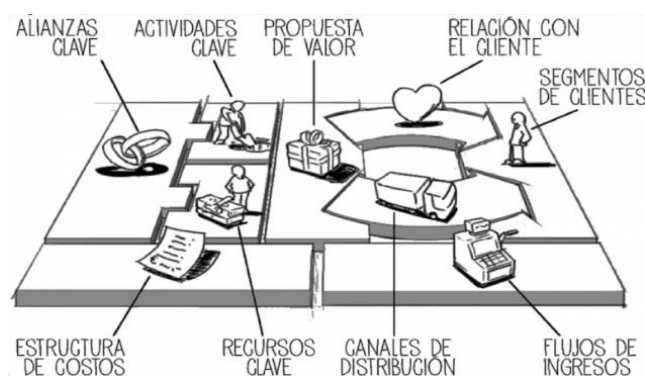 ALIANZAS
CLAVE
ACTIVIDADES
CLAVE
PROPUESTA
DE VALOR
RELACIÓN CON
EL CLIENTE
SEGMENTOS
DE CLIENTES
ESTRUCTURA
DE COSTOS
RECURSOS
CLAVE
CANALES DE
DISTRIBUCIÓN
FLUJOS DE
INGRESOS